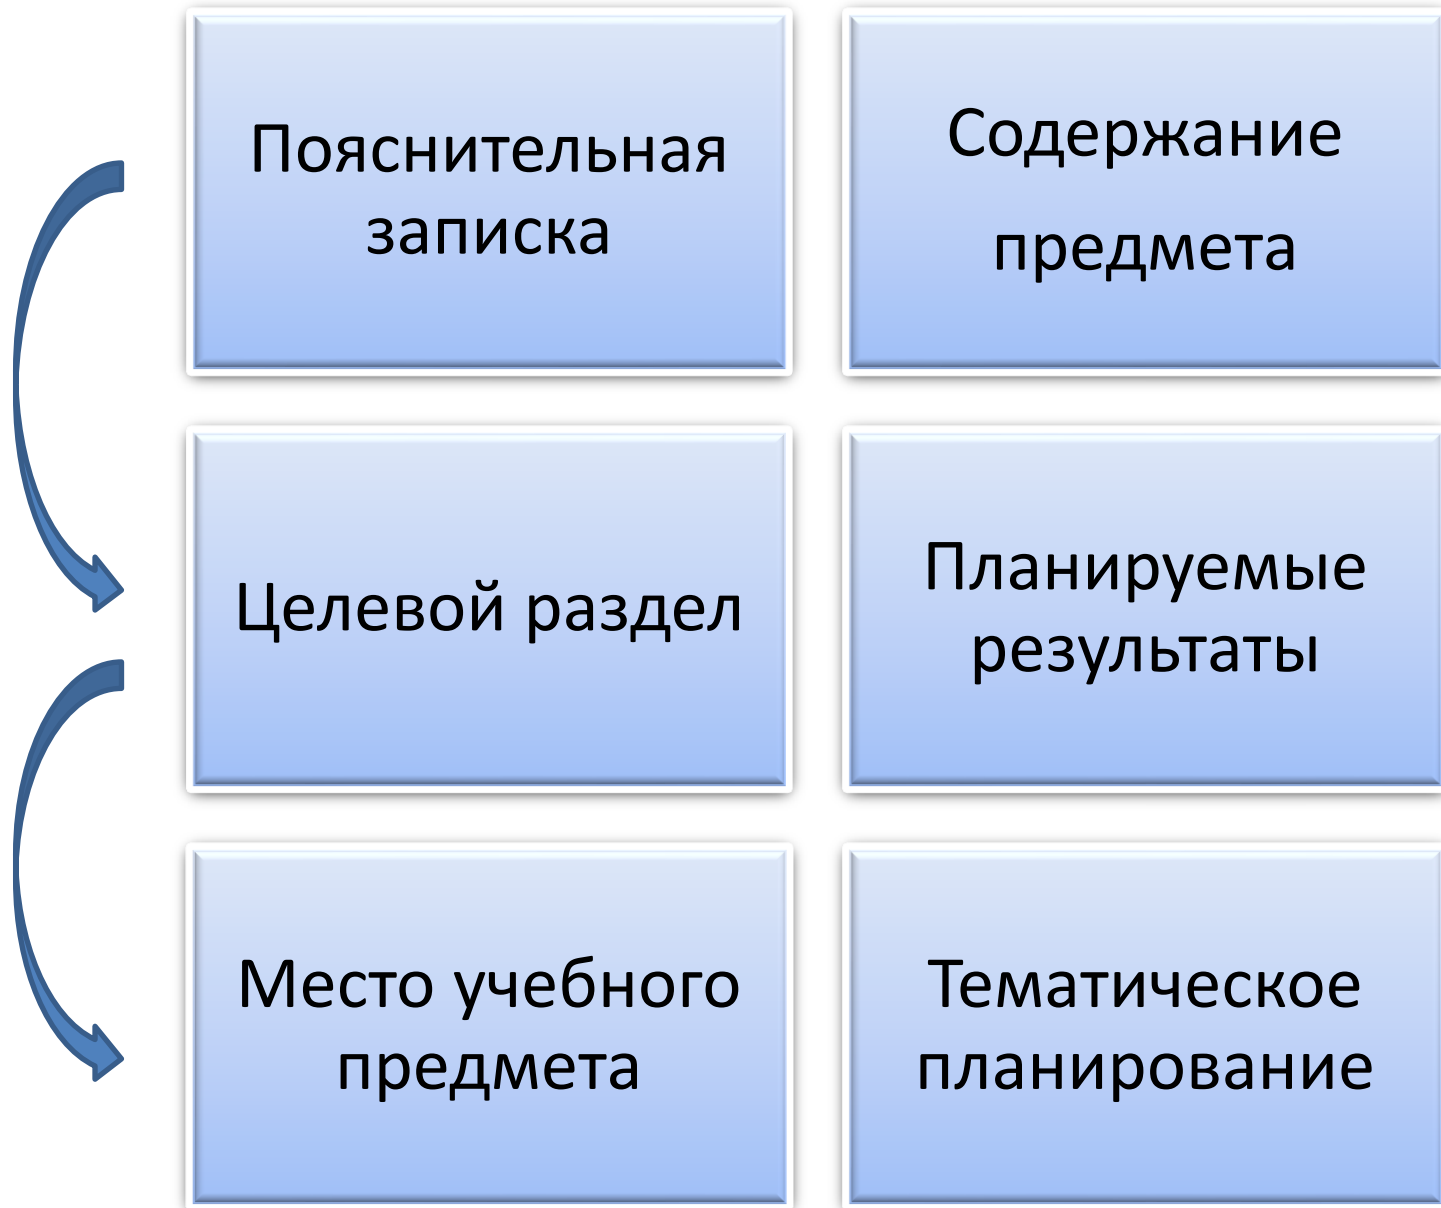 Пояснительная
записка
Содержание
предмета
Целевой раздел
Планируемые
результаты
Место учебного
предмета
Тематическое
планирование